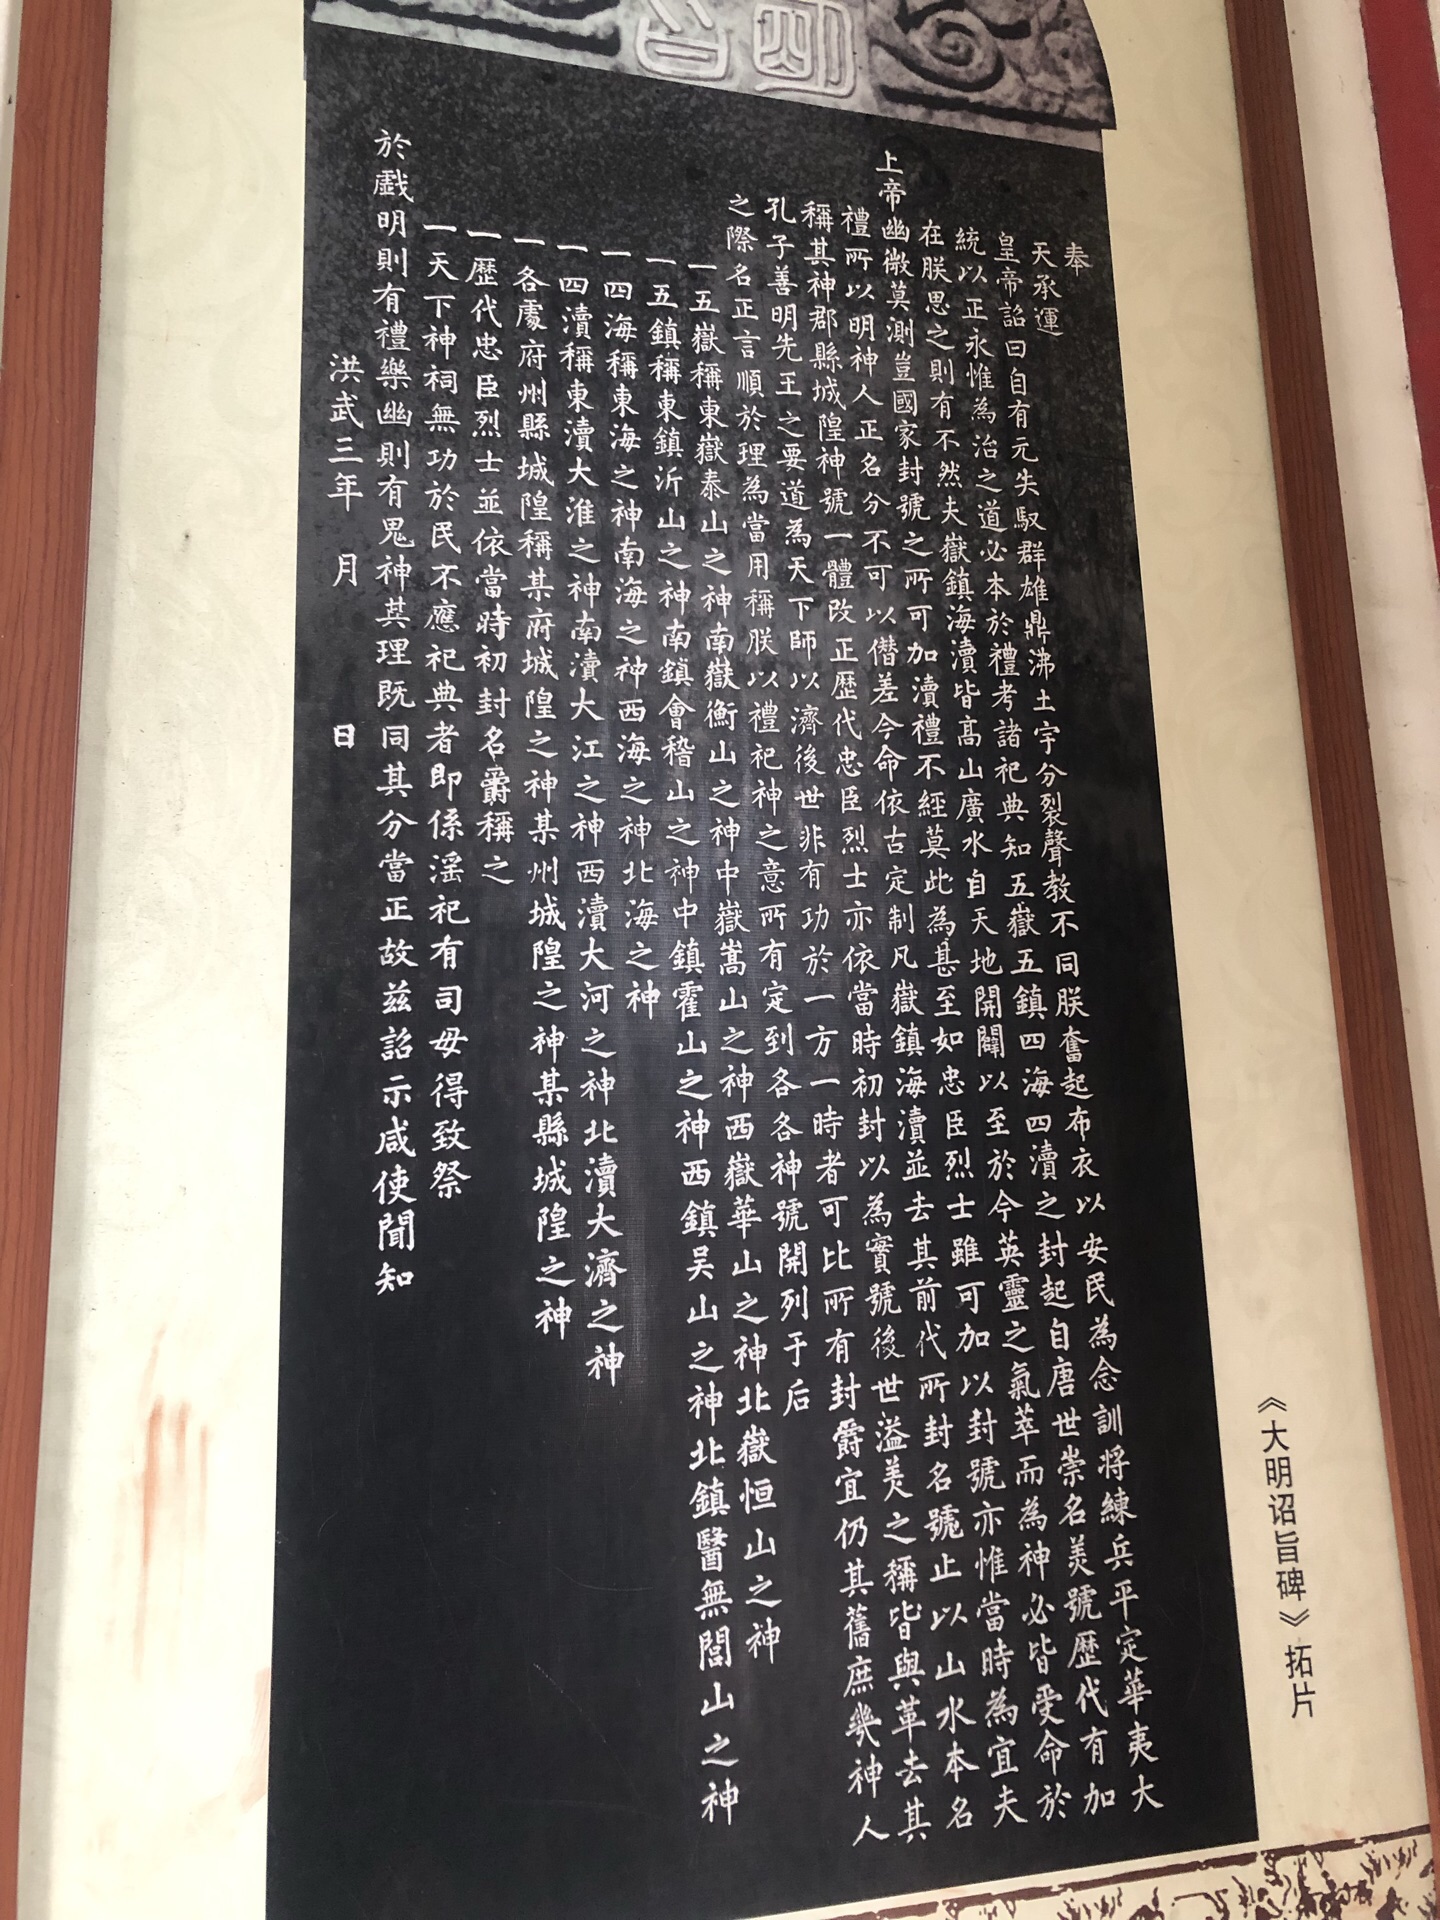 奉
天承運
皇帝詔曰自有元失馭群雄鼎沸土宇分裂聲教不同朕奮起布衣以安民為念訓將練兵平定華夷大
統以正永惟為治之道必本於禮考諸祀典知五嶽五鎮四海四瀆之封起自唐世崇名美號歷代有加
在朕思之則有不然夫嶽鎮海瀆皆高山廣水自天地開闢以至於今英靈之氣萃而為神必皆受命於
上帝幽微莫測豈國家封號之所可加瀆禮不經莫此為甚至如忠臣烈士雖可加以封號亦惟當時為宜夫
禮所以明神人正名分不可以僭差今命依古定制凡嶽鎮海瀆並去其前代所封名號止以山水本名
稱其神郡縣城隍神號一體改正歷代忠臣烈士亦依當時初封以為實號後世溢美之稱皆與革去其
孔子善明先王之要道為天下師以濟後世非有功於一方一時者可比所有封爵宜仍其舊庶幾神人
之際名正言順於理為當用稱朕以禮祀神之意所有定到各各神號開列于后
一五嶽稱東嶽泰山之神南嶽衡山之神中嶽嵩山之神西嶽華山之神北嶽恒山之神
一五鎮稱東鎮沂山之神南鎮會稽山之神中鎮霍山之神西鎮吳山之神北鎮醫無閭山之神
一四海稱東海之神南海之神西海之神北海之神
一四瀆稱東瀆大淮之神南瀆大江之神西瀆大河之神北瀆大濟之神
一各處府州縣城隍稱某府城隍之神某州城隍之神某縣城隍之神
一歷代忠臣烈士並依當時初封名爵稱之
一天下神祠無功於民不應祀典者即係淫祀有司毋得致祭
於戲明則有禮樂幽則有鬼神其理既同其分當正故茲詔示咸使聞知
洪武三年 月 日
《大明诏旨碑》拓片